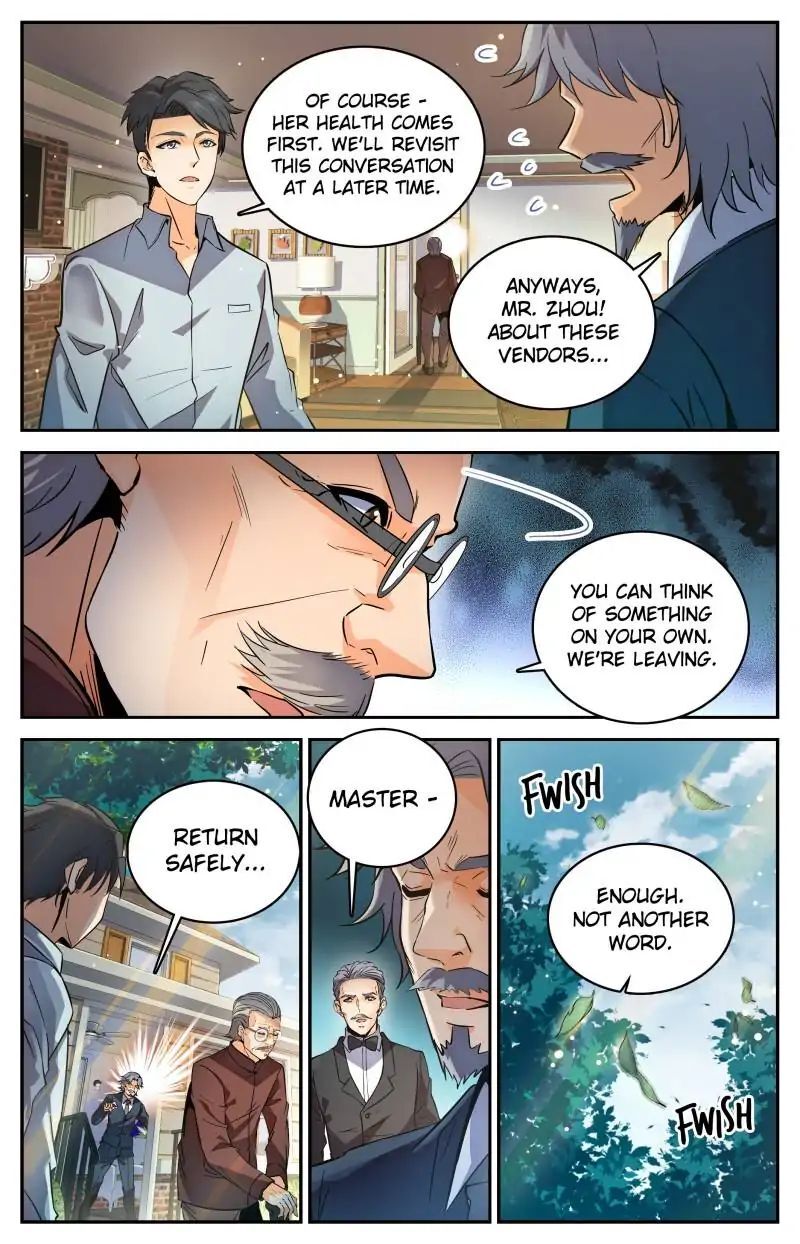 OF COURSE -
HER HEALTH COMES
FIRST. WE'LL REVISIT
THIS CONVERSATION
AT A LATER TIME.
ANYWAYS,
MR. ZHOU!
ABOUT THESE
VENDORS...
YOU CAN THINK
OF SOMETHING
ON YOUR OWN.
WE'RE LEAVING.
RETURN
SAFELY...
MASTER -
FWISH
ENOUGH.
NOT ANOTHER
WORD.
FWISH